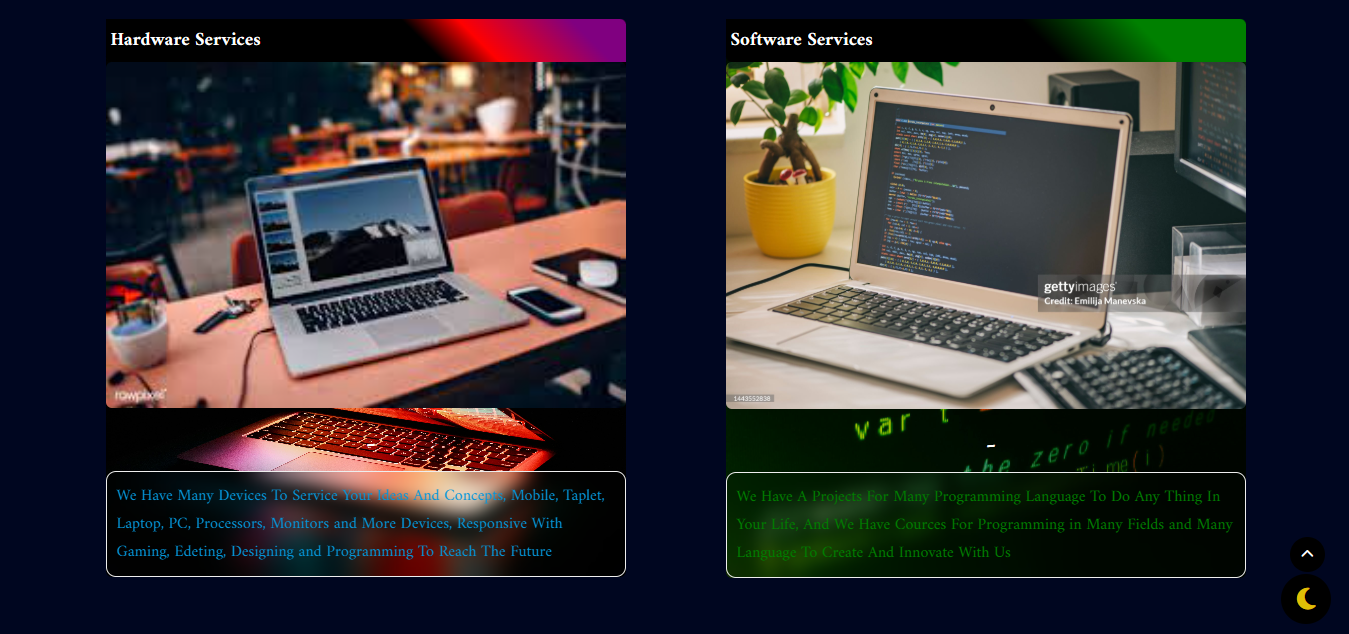 Hardware Services
rawpixel
We Have Many Devices To Service Your Ideas And Concepts, Mobile, Taplet,
Laptop, PC, Processors, Monitors and More Devices, Responsive With
Gaming, Edeting, Designing and Programming To Reach The Future
Software Services
gettyimages
Credit: Emilija Manevska
1443552838
var t
the zero if needed
me(i)
We Have A Projects For Many Programming Language To Do Any Thing In
Your Life, And We Have Cources For Programming in Many Fields and Many
Language To Create And Innovate With Us